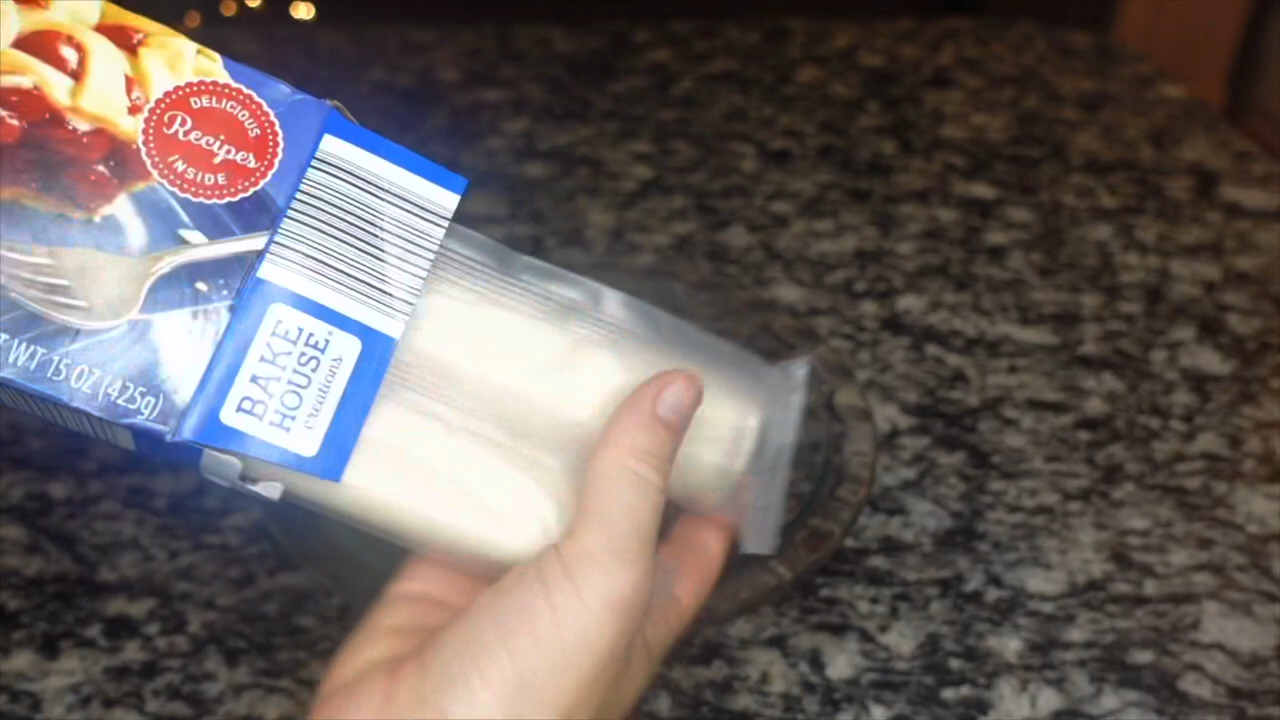 DELICIOUS
Recipes
INSIDE
WT 15 OZ (425g)
BAKE
HOUSE®
creations